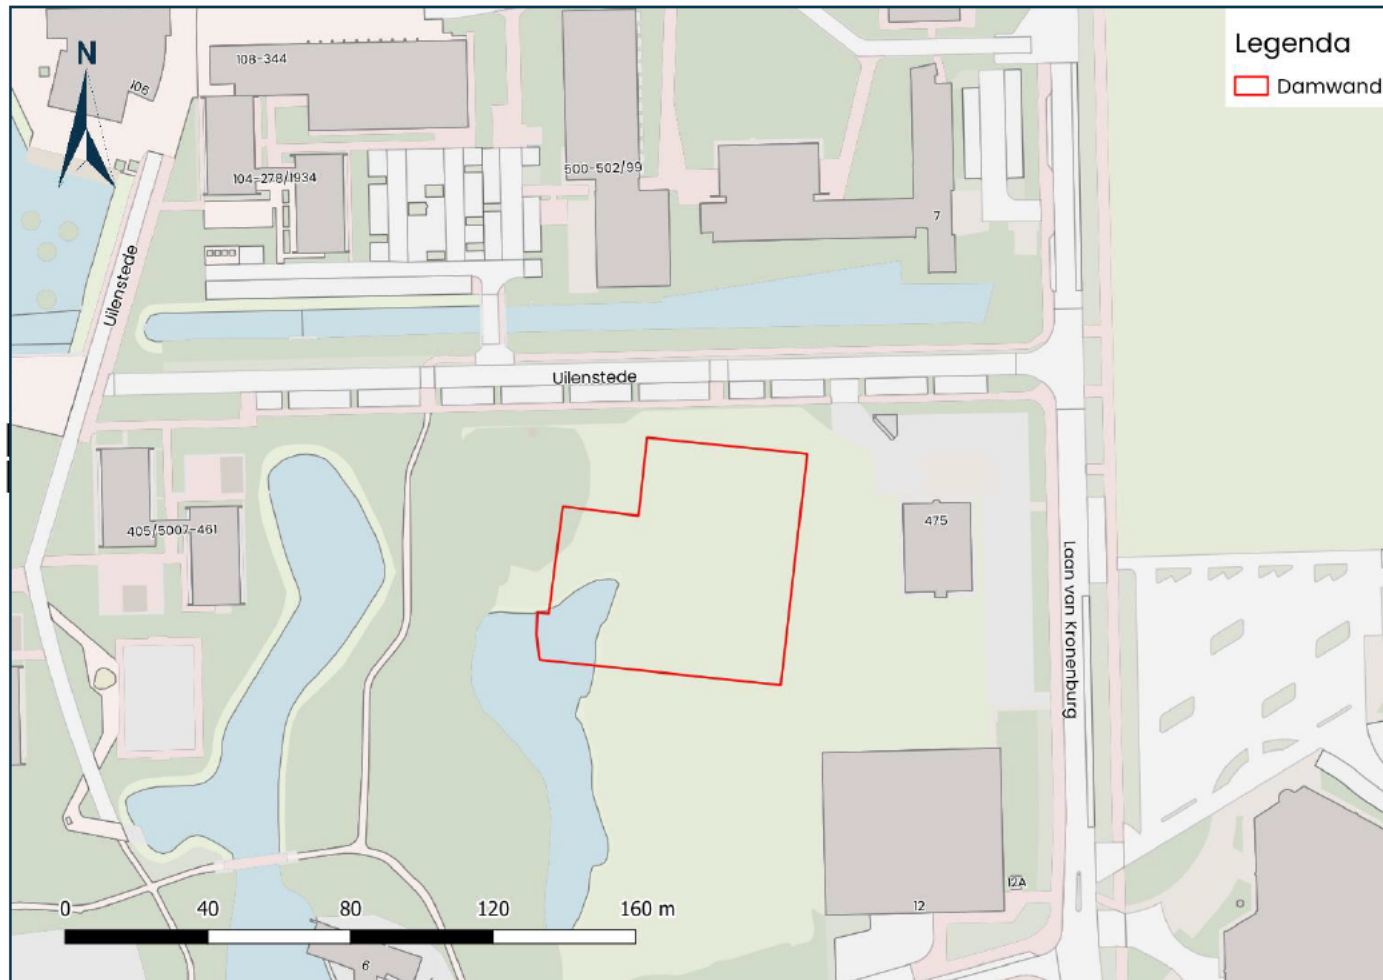 N
Legenda
Damwand
106
108-344
104-278/1934
500-502/99
7
Uilenstede
Uilenstede
405/5007-461
475
Laan van Kronenburg
12A
12
6
0 40 80 120 160 m